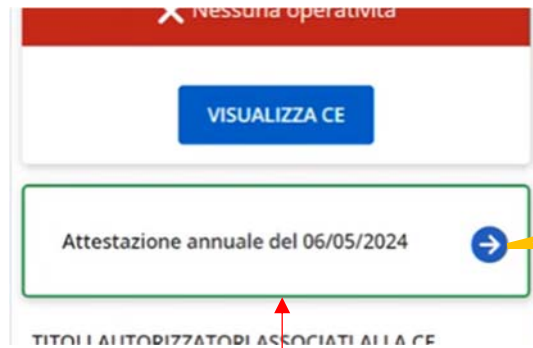 Nessuna operatività
VISUALIZZA CE
Attestazione annuale del 06/05/2024
TITOLI AUTORIZZATORI ASSOCIATI ALLA CE